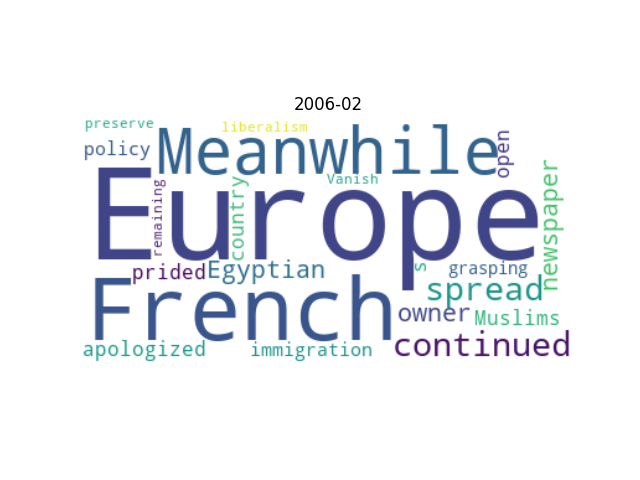 2006-02
preserve
liberalism
policy
Meanwhile
open
Europe
remaining
country
Vanish
newspaper
prided
Egyptian
s
grasping
French
spread
owner
Muslims
apologized
immigration
continued